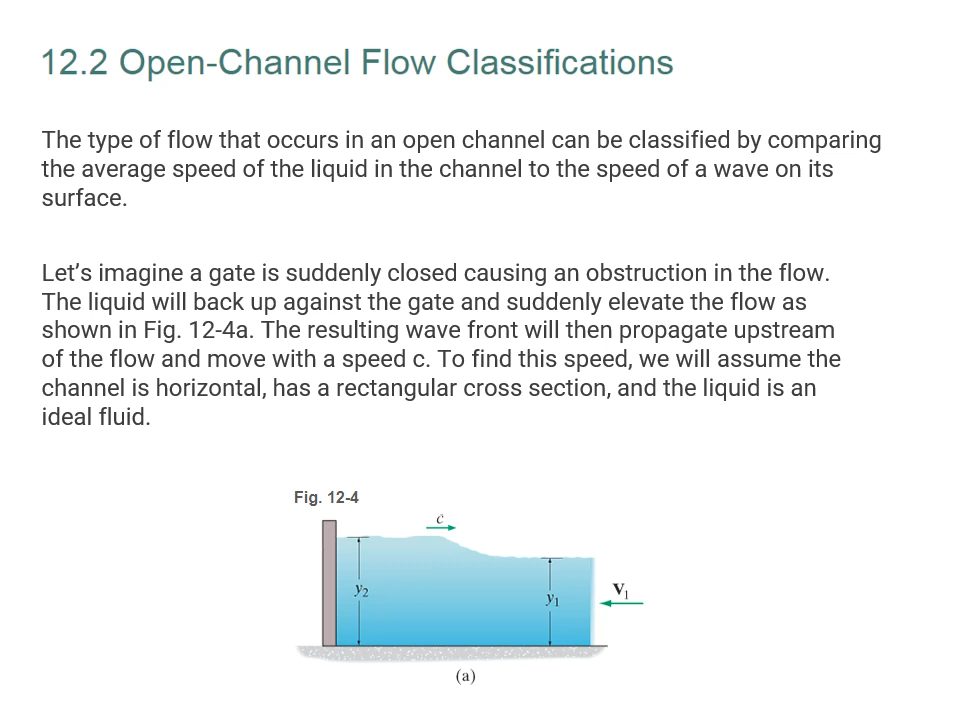 12.2 Open-Channel Flow Classifications
The type of flow that occurs in an open channel can be classified by comparing
the average speed of the liquid in the channel to the speed of a wave on its
surface.
Let’s imagine a gate is suddenly closed causing an obstruction in the flow.
The liquid will back up against the gate and suddenly elevate the flow as
shown in Fig. 12-4a. The resulting wave front will then propagate upstream
of the flow and move with a speed c. To find this speed, we will assume the
channel is horizontal, has a rectangular cross section, and the liquid is an
ideal fluid.
Fig. 12-4
c
y₂
y₁
V₁
(a)